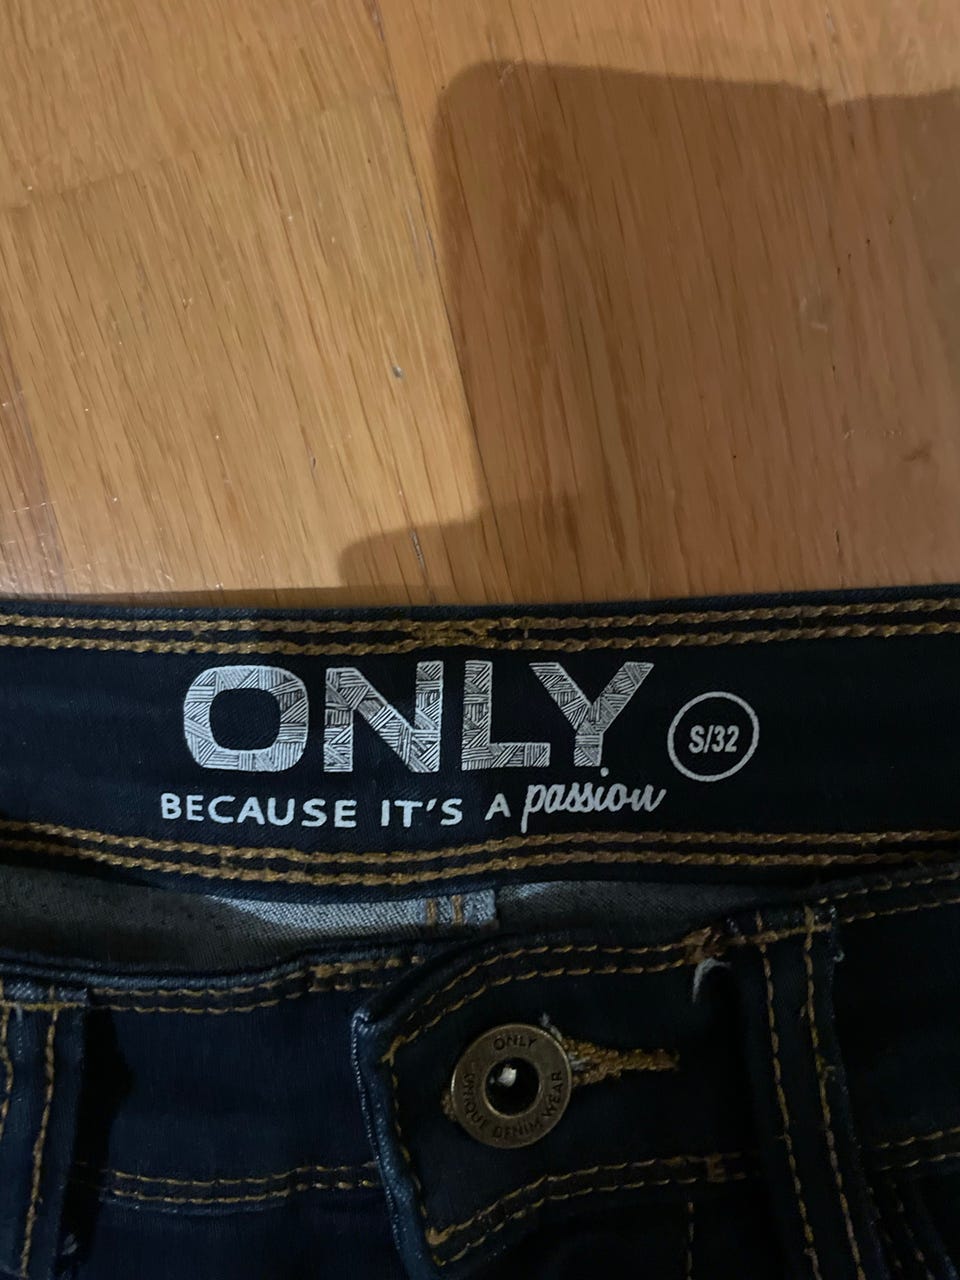 ONLY
S/32
BECAUSE IT'S A passion
ONLY
UNIQUE DENIM WEAR